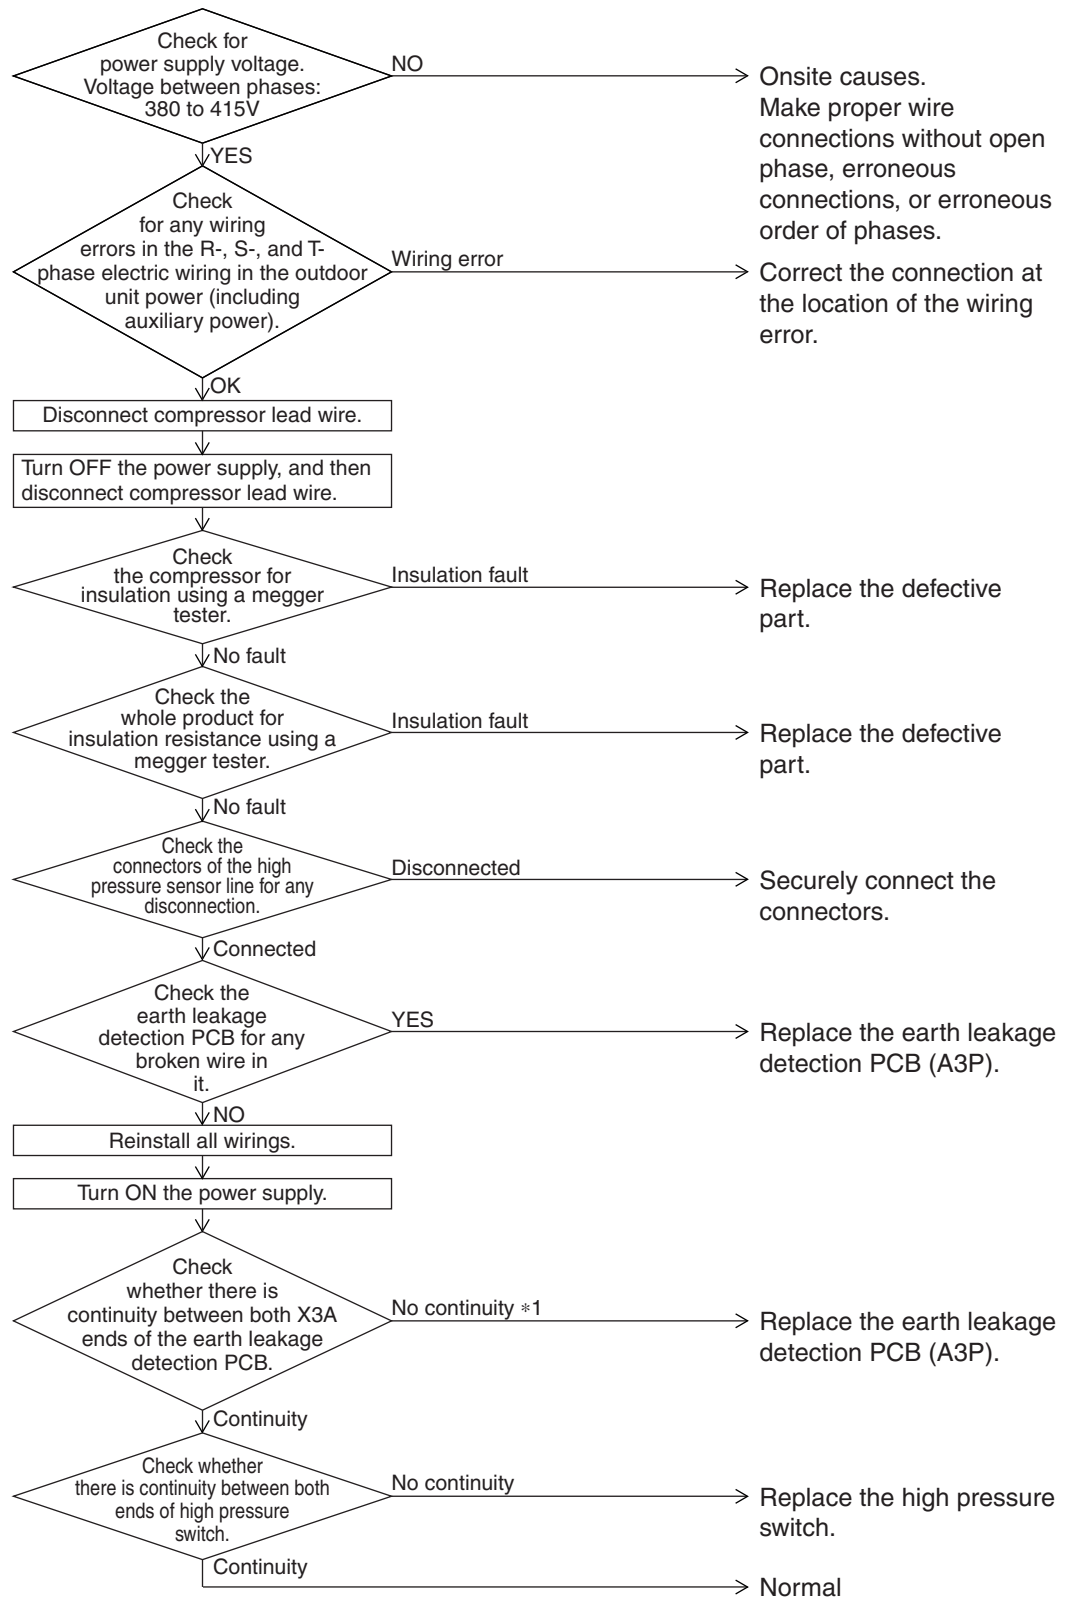 Check for
power supply voltage.
Voltage between phases:
380 to 415V
NO
Onsite causes.
Make proper wire
connections without open
phase, erroneous
connections, or erroneous
order of phases.
YES
Check
for any wiring
errors in the R-, S-, and T-
phase electric wiring in the outdoor
unit power (including
auxiliary power).
Wiring error
Correct the connection at
the location of the wiring
error.
OK
Disconnect compressor lead wire.
Turn OFF the power supply, and then
disconnect compressor lead wire.
Check
the compressor for
insulation using a megger
tester.
Insulation fault
Replace the defective
part.
No fault
Check the
whole product for
insulation resistance using a
megger tester.
Insulation fault
Replace the defective
part.
No fault
Check the
connectors of the high
pressure sensor line for any
disconnection.
Disconnected
Securely connect the
connectors.
Connected
Check the
earth leakage
detection PCB for any
broken wire in
it.
YES
Replace the earth leakage
detection PCB (A3P).
NO
Reinstall all wirings.
Turn ON the power supply.
Check
whether there is
continuity between both X3A
ends of the earth leakage
detection PCB.
No continuity *1
Replace the earth leakage
detection PCB (A3P).
Continuity
Check whether
there is continuity between both
ends of high pressure
switch.
No continuity
Replace the high pressure
switch.
Continuity
Normal